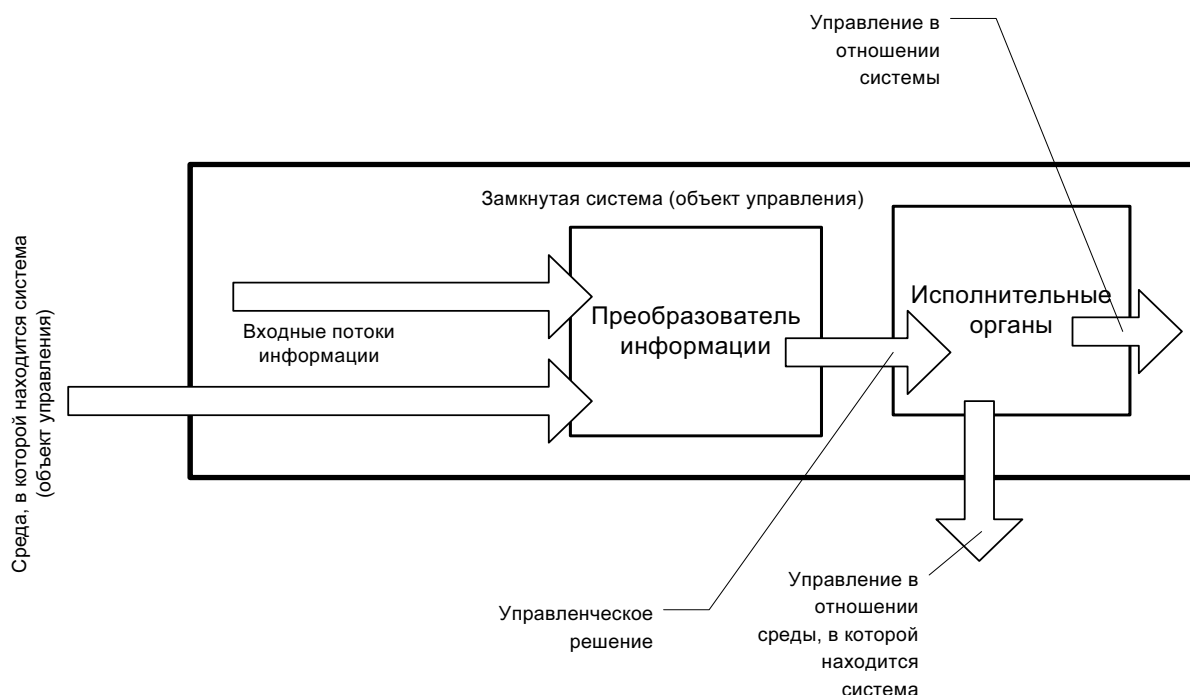 Управление в
отношении
системы
Замкнутая система (объект управления)
Среда, в которой находится система
(объект управления)
Входные потоки
информации
Преобразователь
информации
Исполнительные
органы
Управленческое
решение
Управление в
отношении
среды, в которой
находится
система